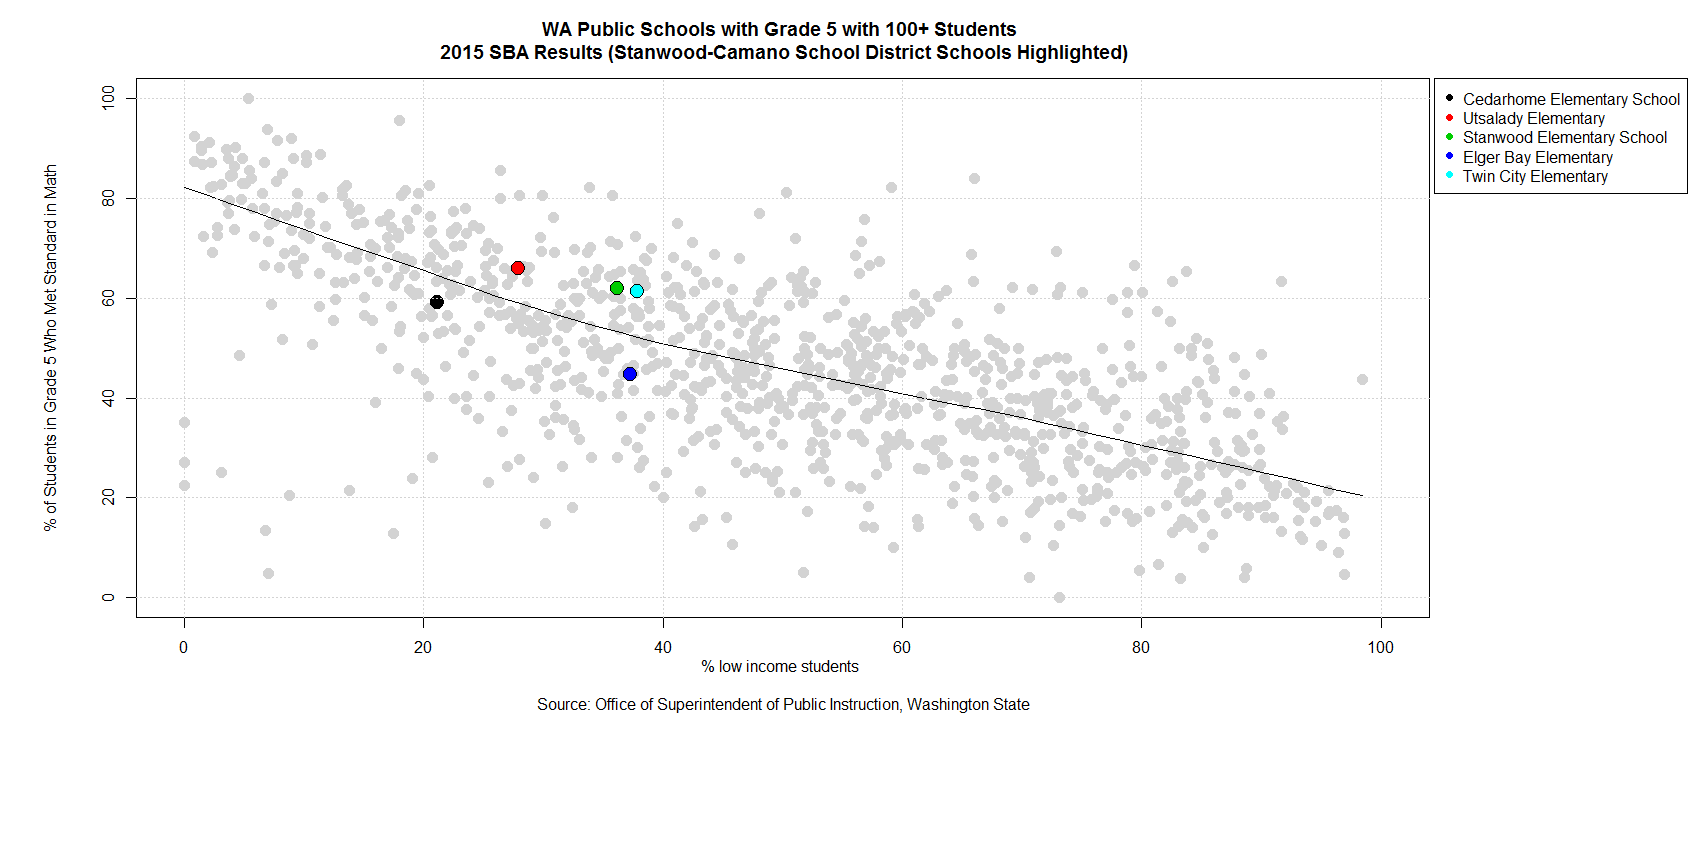 WA Public Schools with Grade 5 with 100+ Students
2015 SBA Results (Stanwood-Camano School District Schools Highlighted)
% of Students in Grade 5 Who Met Standard in Math
100
80
60
40
20
0
0 20 40 60 80 100
% low income students
Source: Office of Superintendent of Public Instruction, Washington State
Cedarhome Elementary School
Utsalady Elementary
Stanwood Elementary School
Elger Bay Elementary
Twin City Elementary